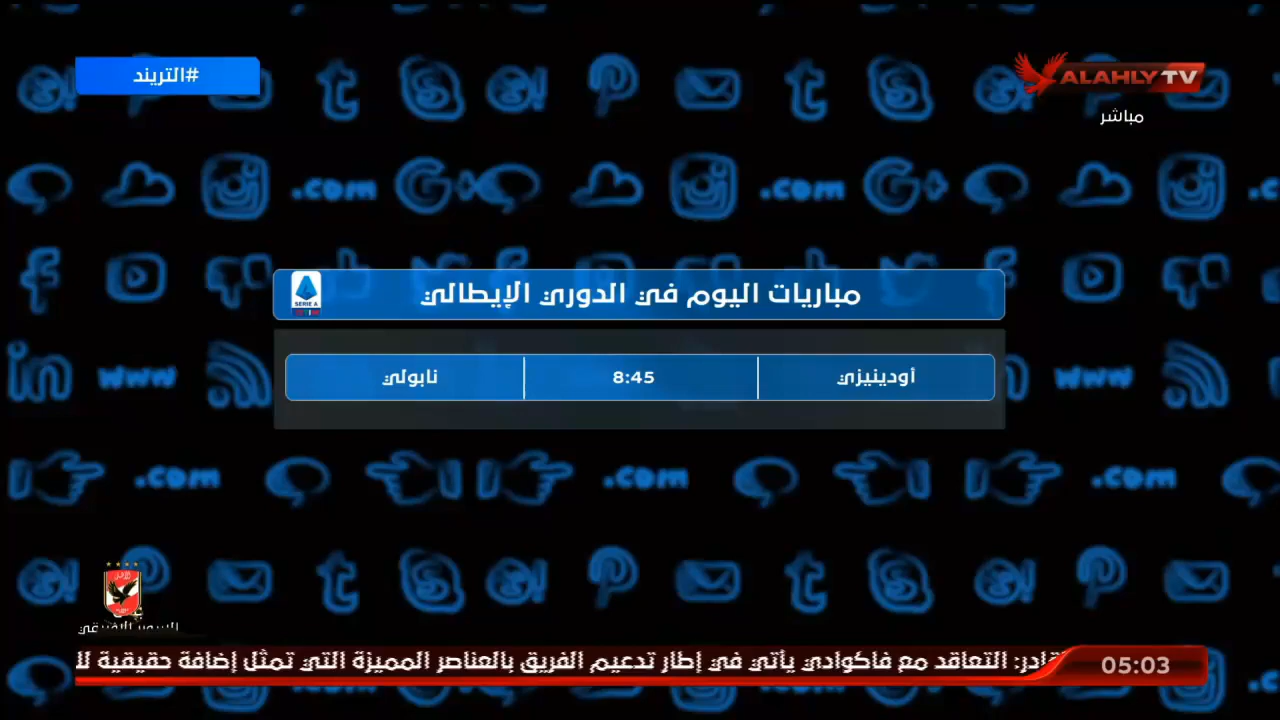 #التريند
ALAHLY TV
مباشر
مباريات اليوم في الدوري الإيطالي
SERIE A
أودينيزي 8:45 نابولي
التعاقد مع فاكوادي يأتي في إطار تدعيم الفريق بالعناصر المميزة التي تمثل إضافة حقيقية
05:03